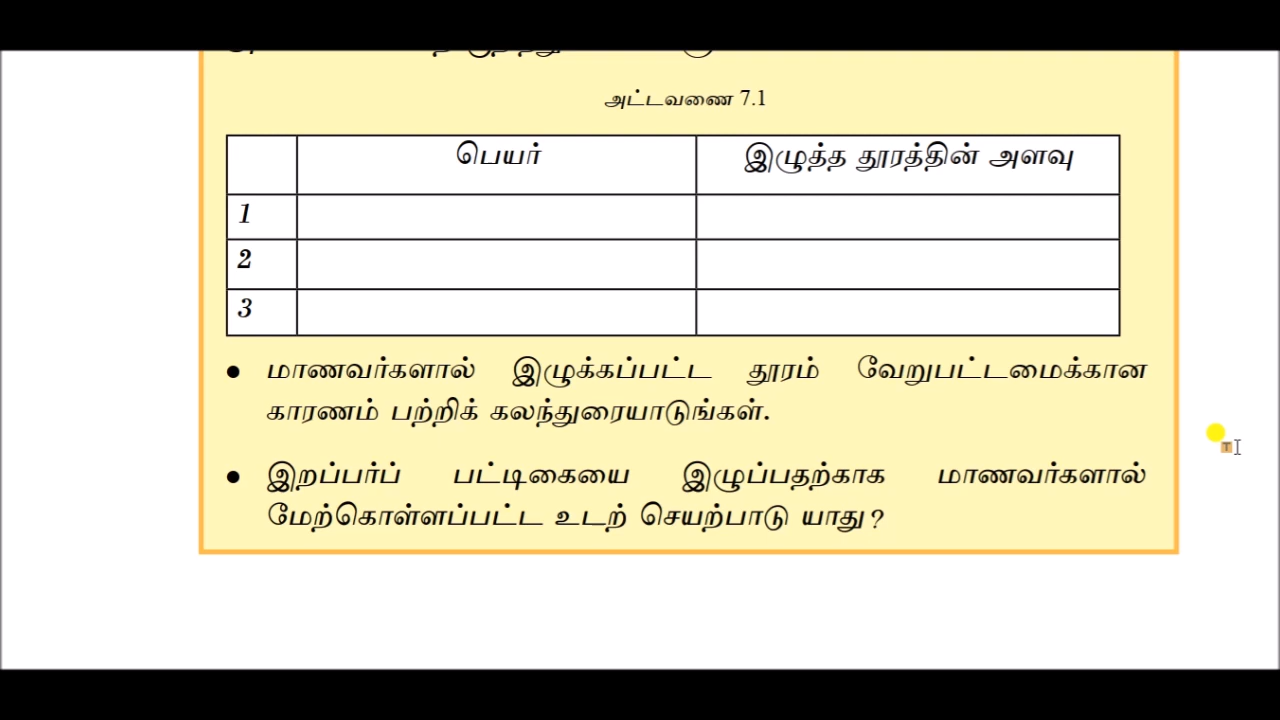 அட்டவணை 7.1
பெயர் இழுத்த தூரத்தின் அளவு
1
2
3
• மாணவர்களால் இழுக்கப்பட்ட தூரம் வேறுபட்டமைக்கான
காரணம் பற்றிக் கலந்துரையாடுங்கள்.
• இறப்பர்ப் பட்டிகையை இழுப்பதற்காக மாணவர்களால்
மேற்கொள்ளப்பட்ட உடற் செயற்பாடு யாது?